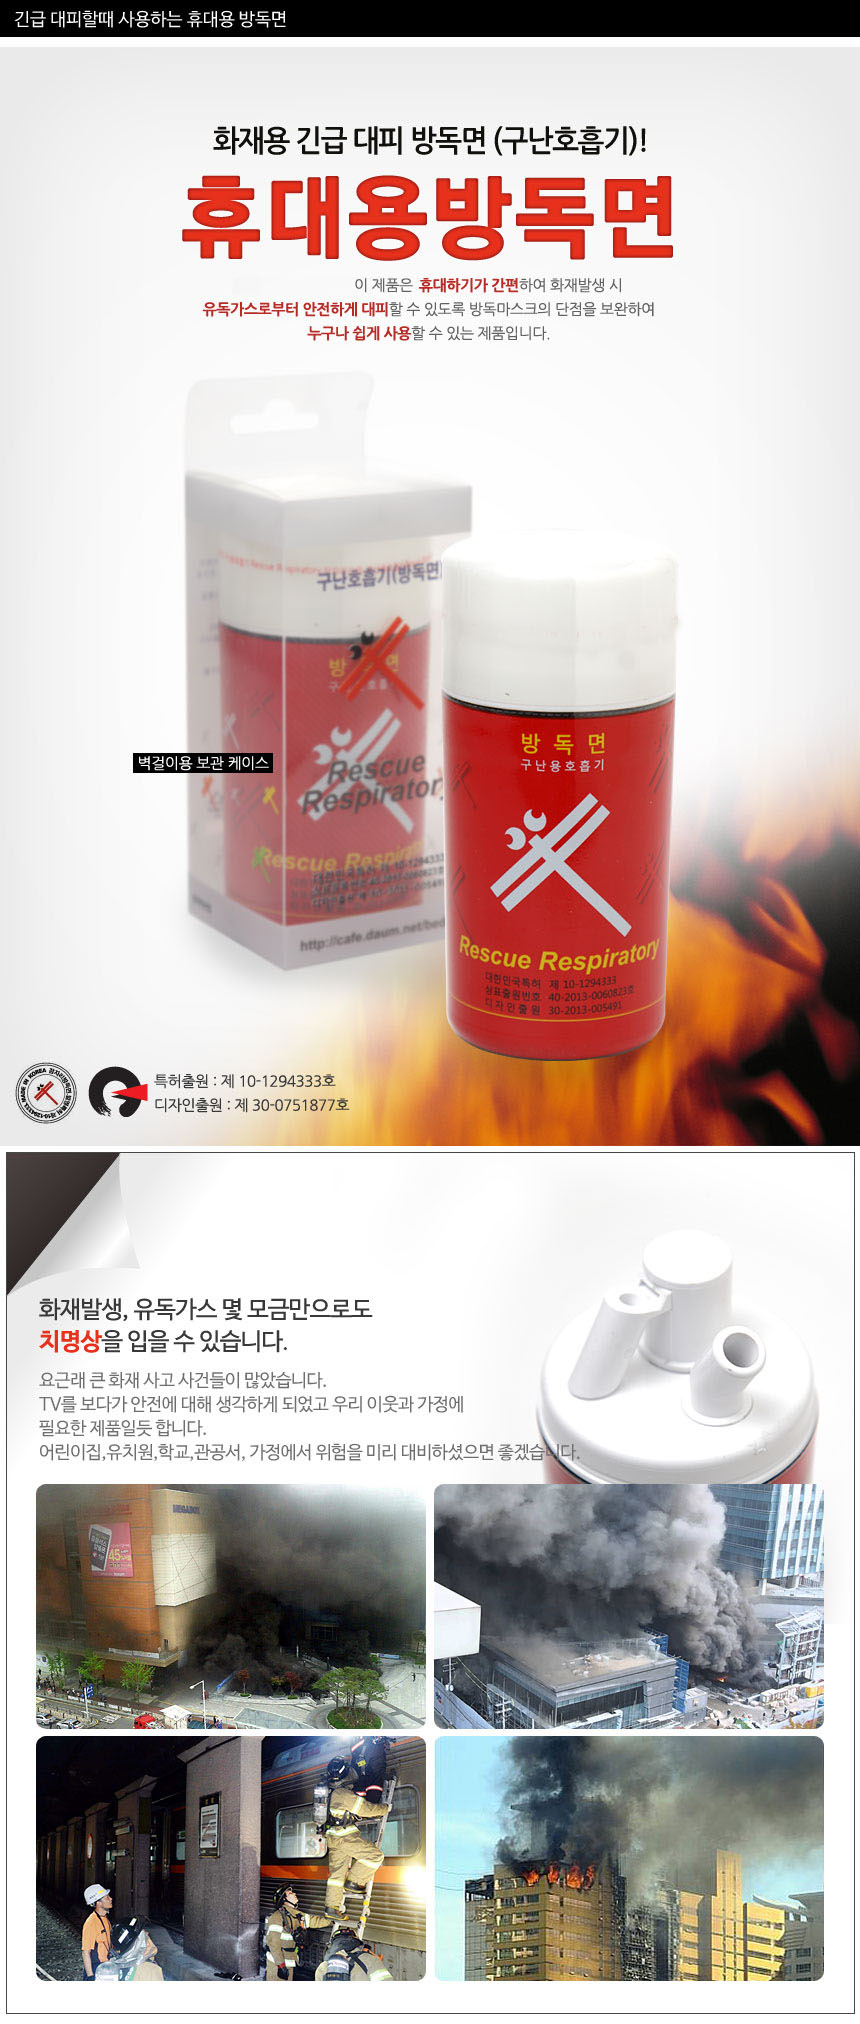 긴급 대피할때 사용하는 휴대용 방독면
화재용 긴급 대피 방독면 (구난호흡기)!
휴대용방독면
이 제품은 휴대하기가 간편하여 화재발생 시
유독가스로부터 안전하게 대피할 수 있도록 방독마스크의 단점을 보완하여
누구나 쉽게 사용할 수 있는 제품입니다.
구난호흡기(방독면)
방독면
Rescue
Respiratory
Rescue Respira
http://cafe.daum.net/bed
벽걸이용 보관 케이스
방 독 면
구난용호흡기
Rescue Respiratory
대한민국특허 제 10-1294333
상표출원번호 40-2013-0060823호
디자인출원 30-2013-005491
MADE IN KOREA
특허출원 : 제 10-1294333호
디자인출원 : 제 30-0751877호
화재발생, 유독가스 몇 모금만으로도
치명상을 입을 수 있습니다.
요근래 큰 화재 사고 사건들이 많았습니다.
TV를 보다가 안전에 대해 생각하게 되었고 우리 이웃과 가정에
필요한 제품일듯 합니다.
어린이집,유치원,학교,관공서, 가정에서 위험을 미리 대비하셨으면 좋겠습니다.
MEGABOX